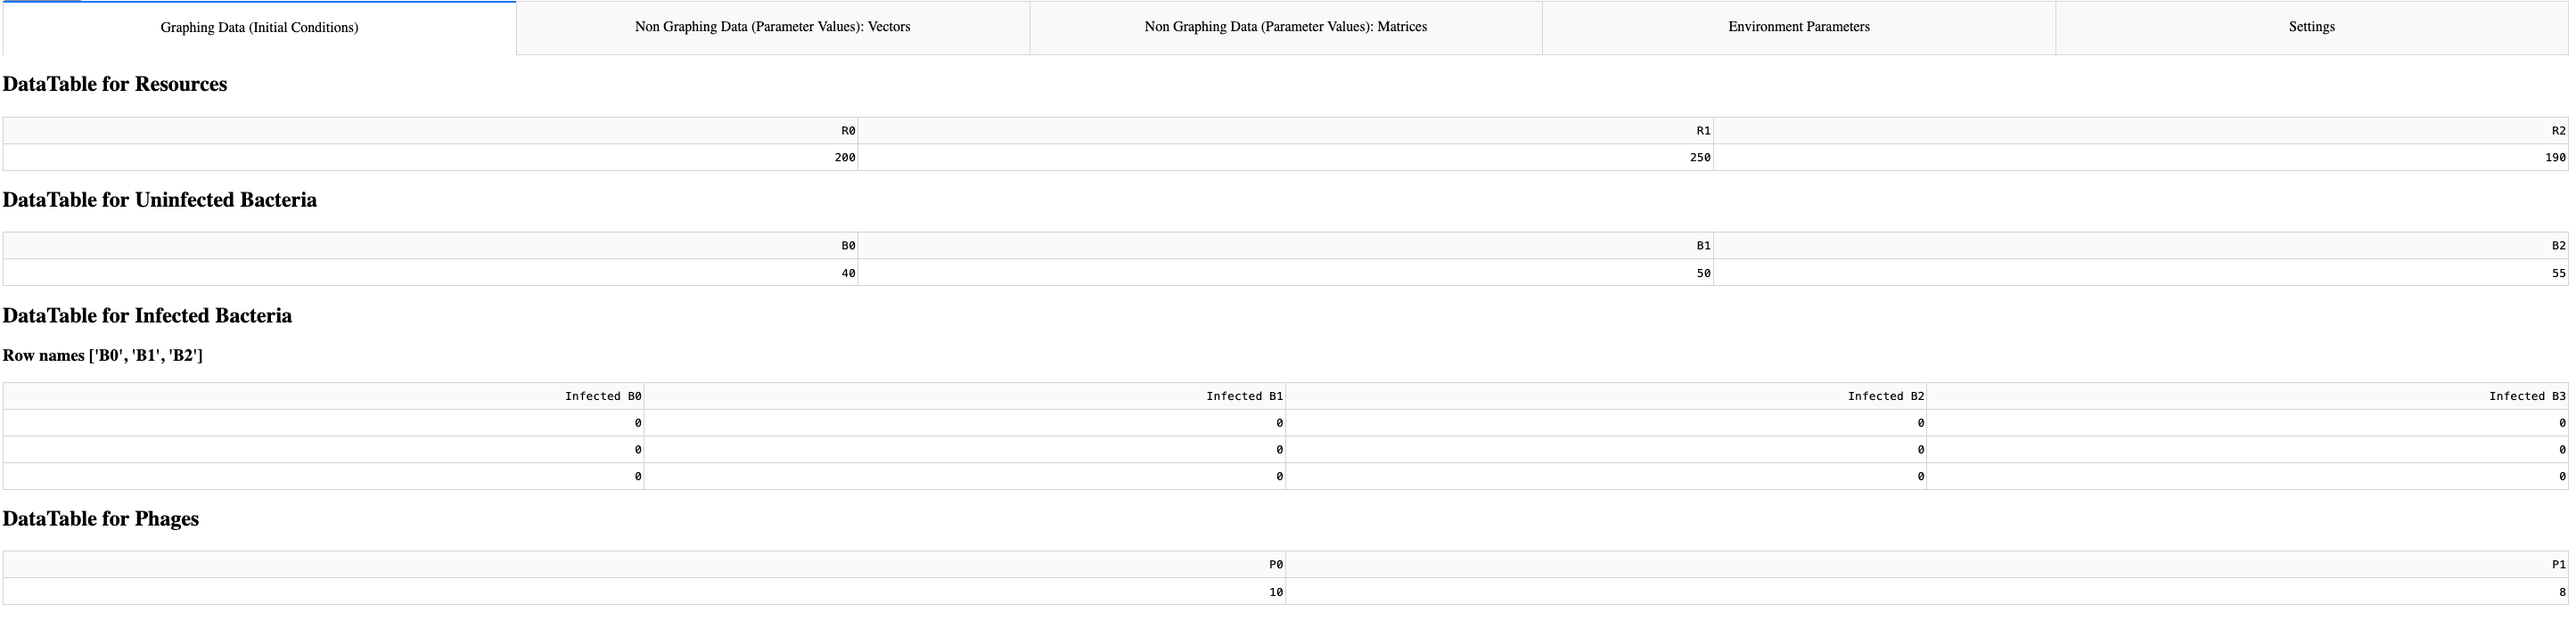 Graphing Data (Initial Conditions) Non Graphing Data (Parameter Values): Vectors Non Graphing Data (Parameter Values): Matrices Environment Parameters Settings
DataTable for Resources
R0 R1 R2
200 250 190
DataTable for Uninfected Bacteria
B0 B1 B2
40 50 55
DataTable for Infected Bacteria
Row names ['B0', 'B1', 'B2']
Infected B0 Infected B1 Infected B2 Infected B3
0 0 0 0
0 0 0 0
0 0 0 0
DataTable for Phages
P0 P1
10 8